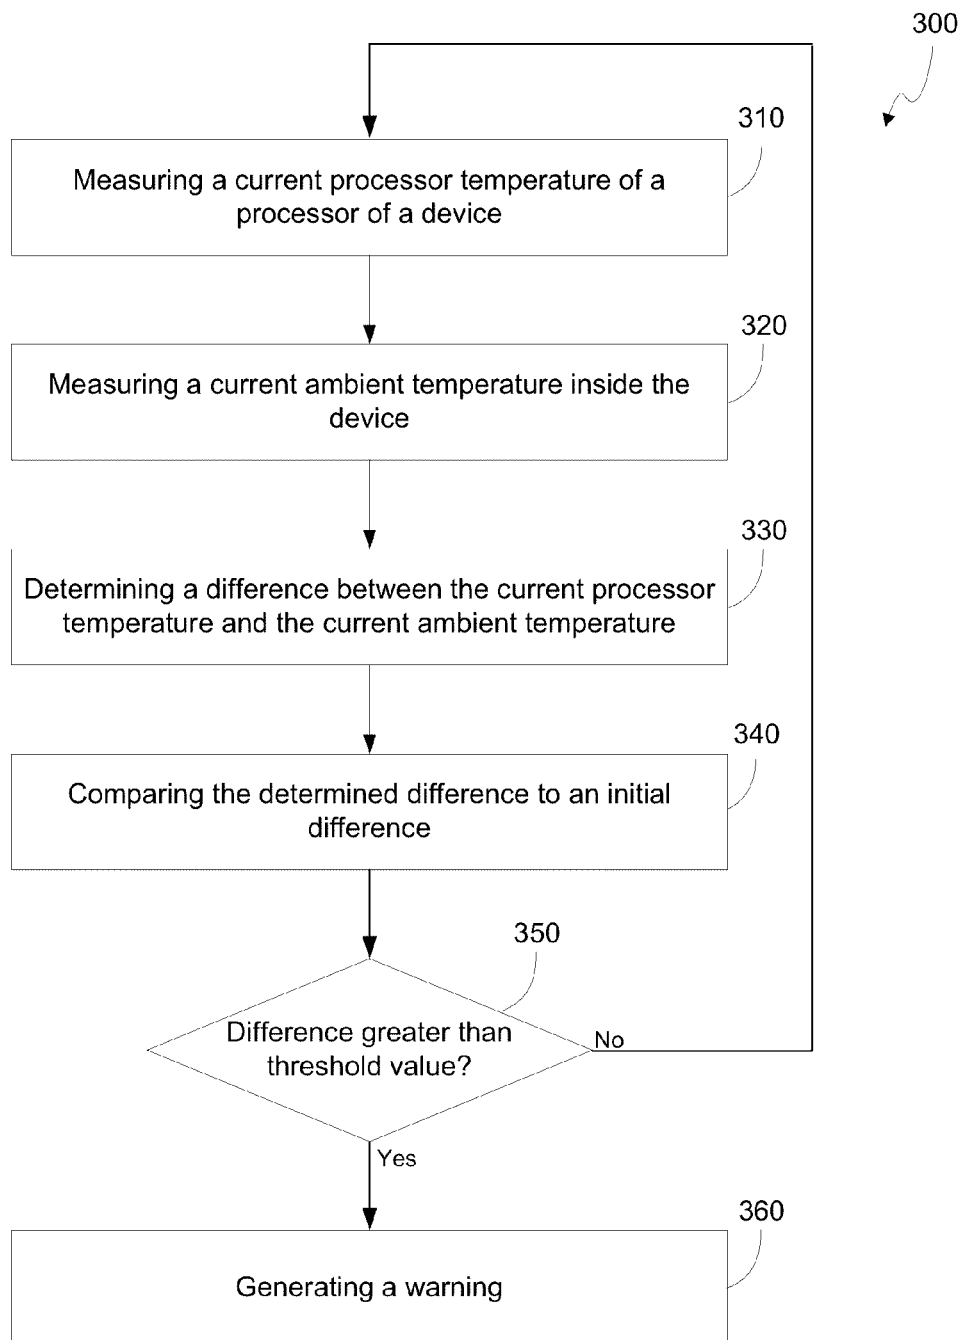 300
310
Measuring a current processor temperature of a
processor of a device
320
Measuring a current ambient temperature inside the
device
330
Determining a difference between the current processor
temperature and the current ambient temperature
340
Comparing the determined difference to an initial
difference
350
Difference greater than
threshold value?
No
Yes
360
Generating a warning